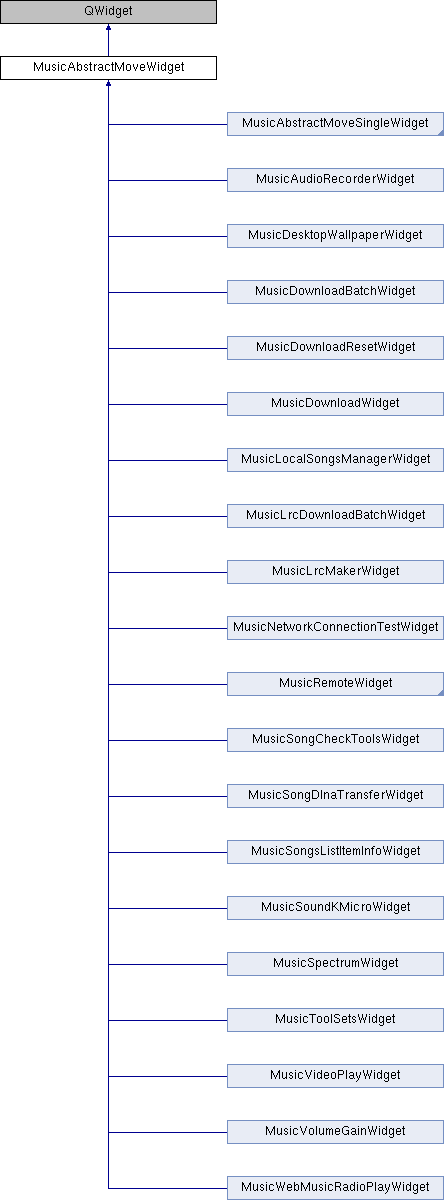 QWidget
MusicAbstractMoveWidget
MusicAbstractMoveSingleWidget
MusicAudioRecorderWidget
MusicDesktopWallpaperWidget
MusicDownloadBatchWidget
MusicDownloadResetWidget
MusicDownloadWidget
MusicLocalSongsManagerWidget
MusicLrcDownloadBatchWidget
MusicLrcMakerWidget
MusicNetworkConnectionTestWidget
MusicRemoteWidget
MusicSongCheckToolsWidget
MusicSongDlnaTransferWidget
MusicSongsListItemInfoWidget
MusicSoundKMicroWidget
MusicSpectrumWidget
MusicToolSetsWidget
MusicVideoPlayWidget
MusicVolumeGainWidget
MusicWebMusicRadioPlayWidget